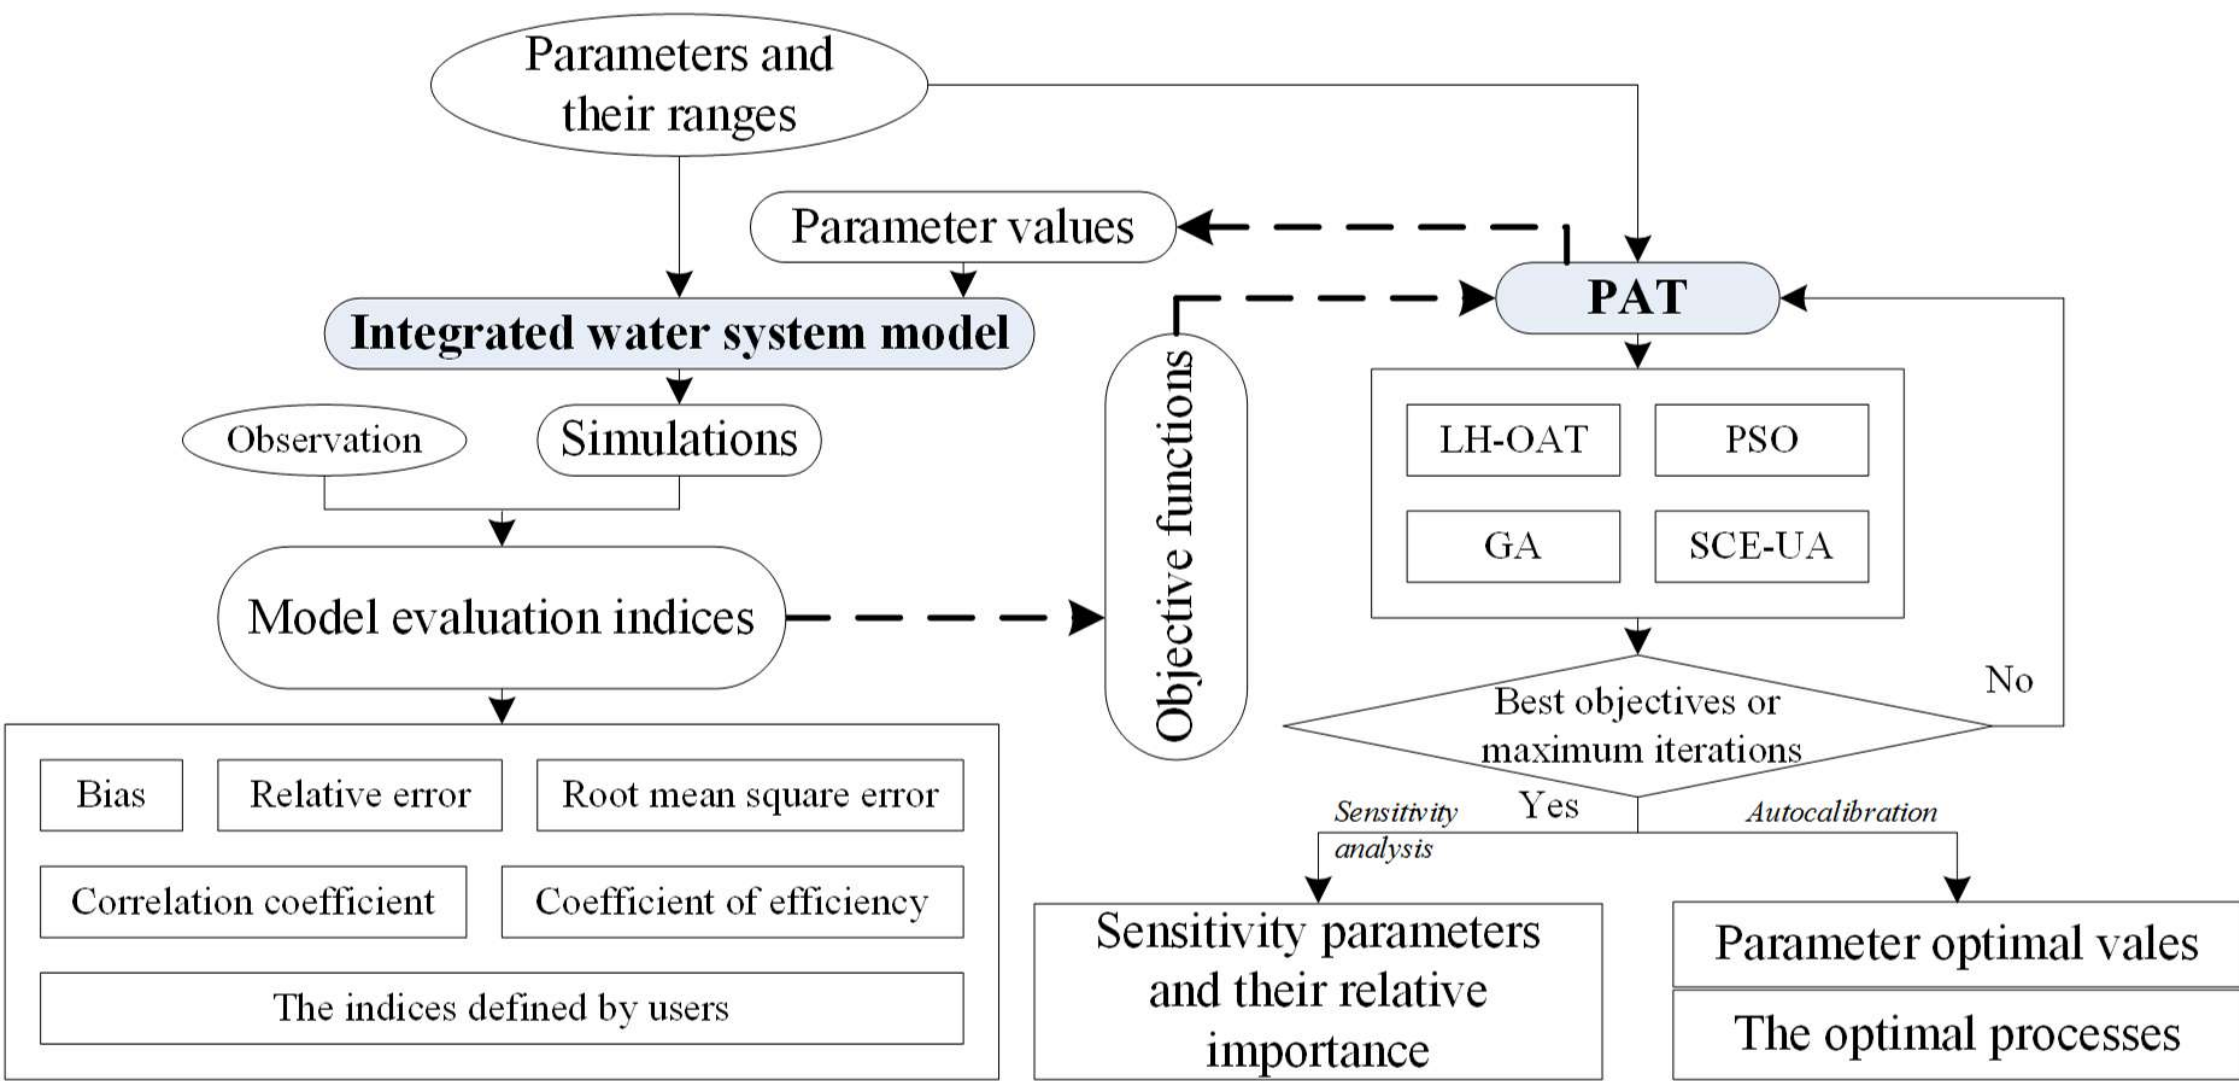 Parameters and
their ranges
Parameter values
PAT
Integrated water system model
Observation
Simulations
Objective functions
LH-OAT
PSO
GA
SCE-UA
Model evaluation indices
Best objectives or
maximum iterations
No
Yes
Sensitivity
analysis
Autocalibration
Bias
Relative error
Root mean square error
Correlation coefficient
Coefficient of efficiency
The indices defined by users
Sensitivity parameters
and their relative
importance
Parameter optimal vales
The optimal processes